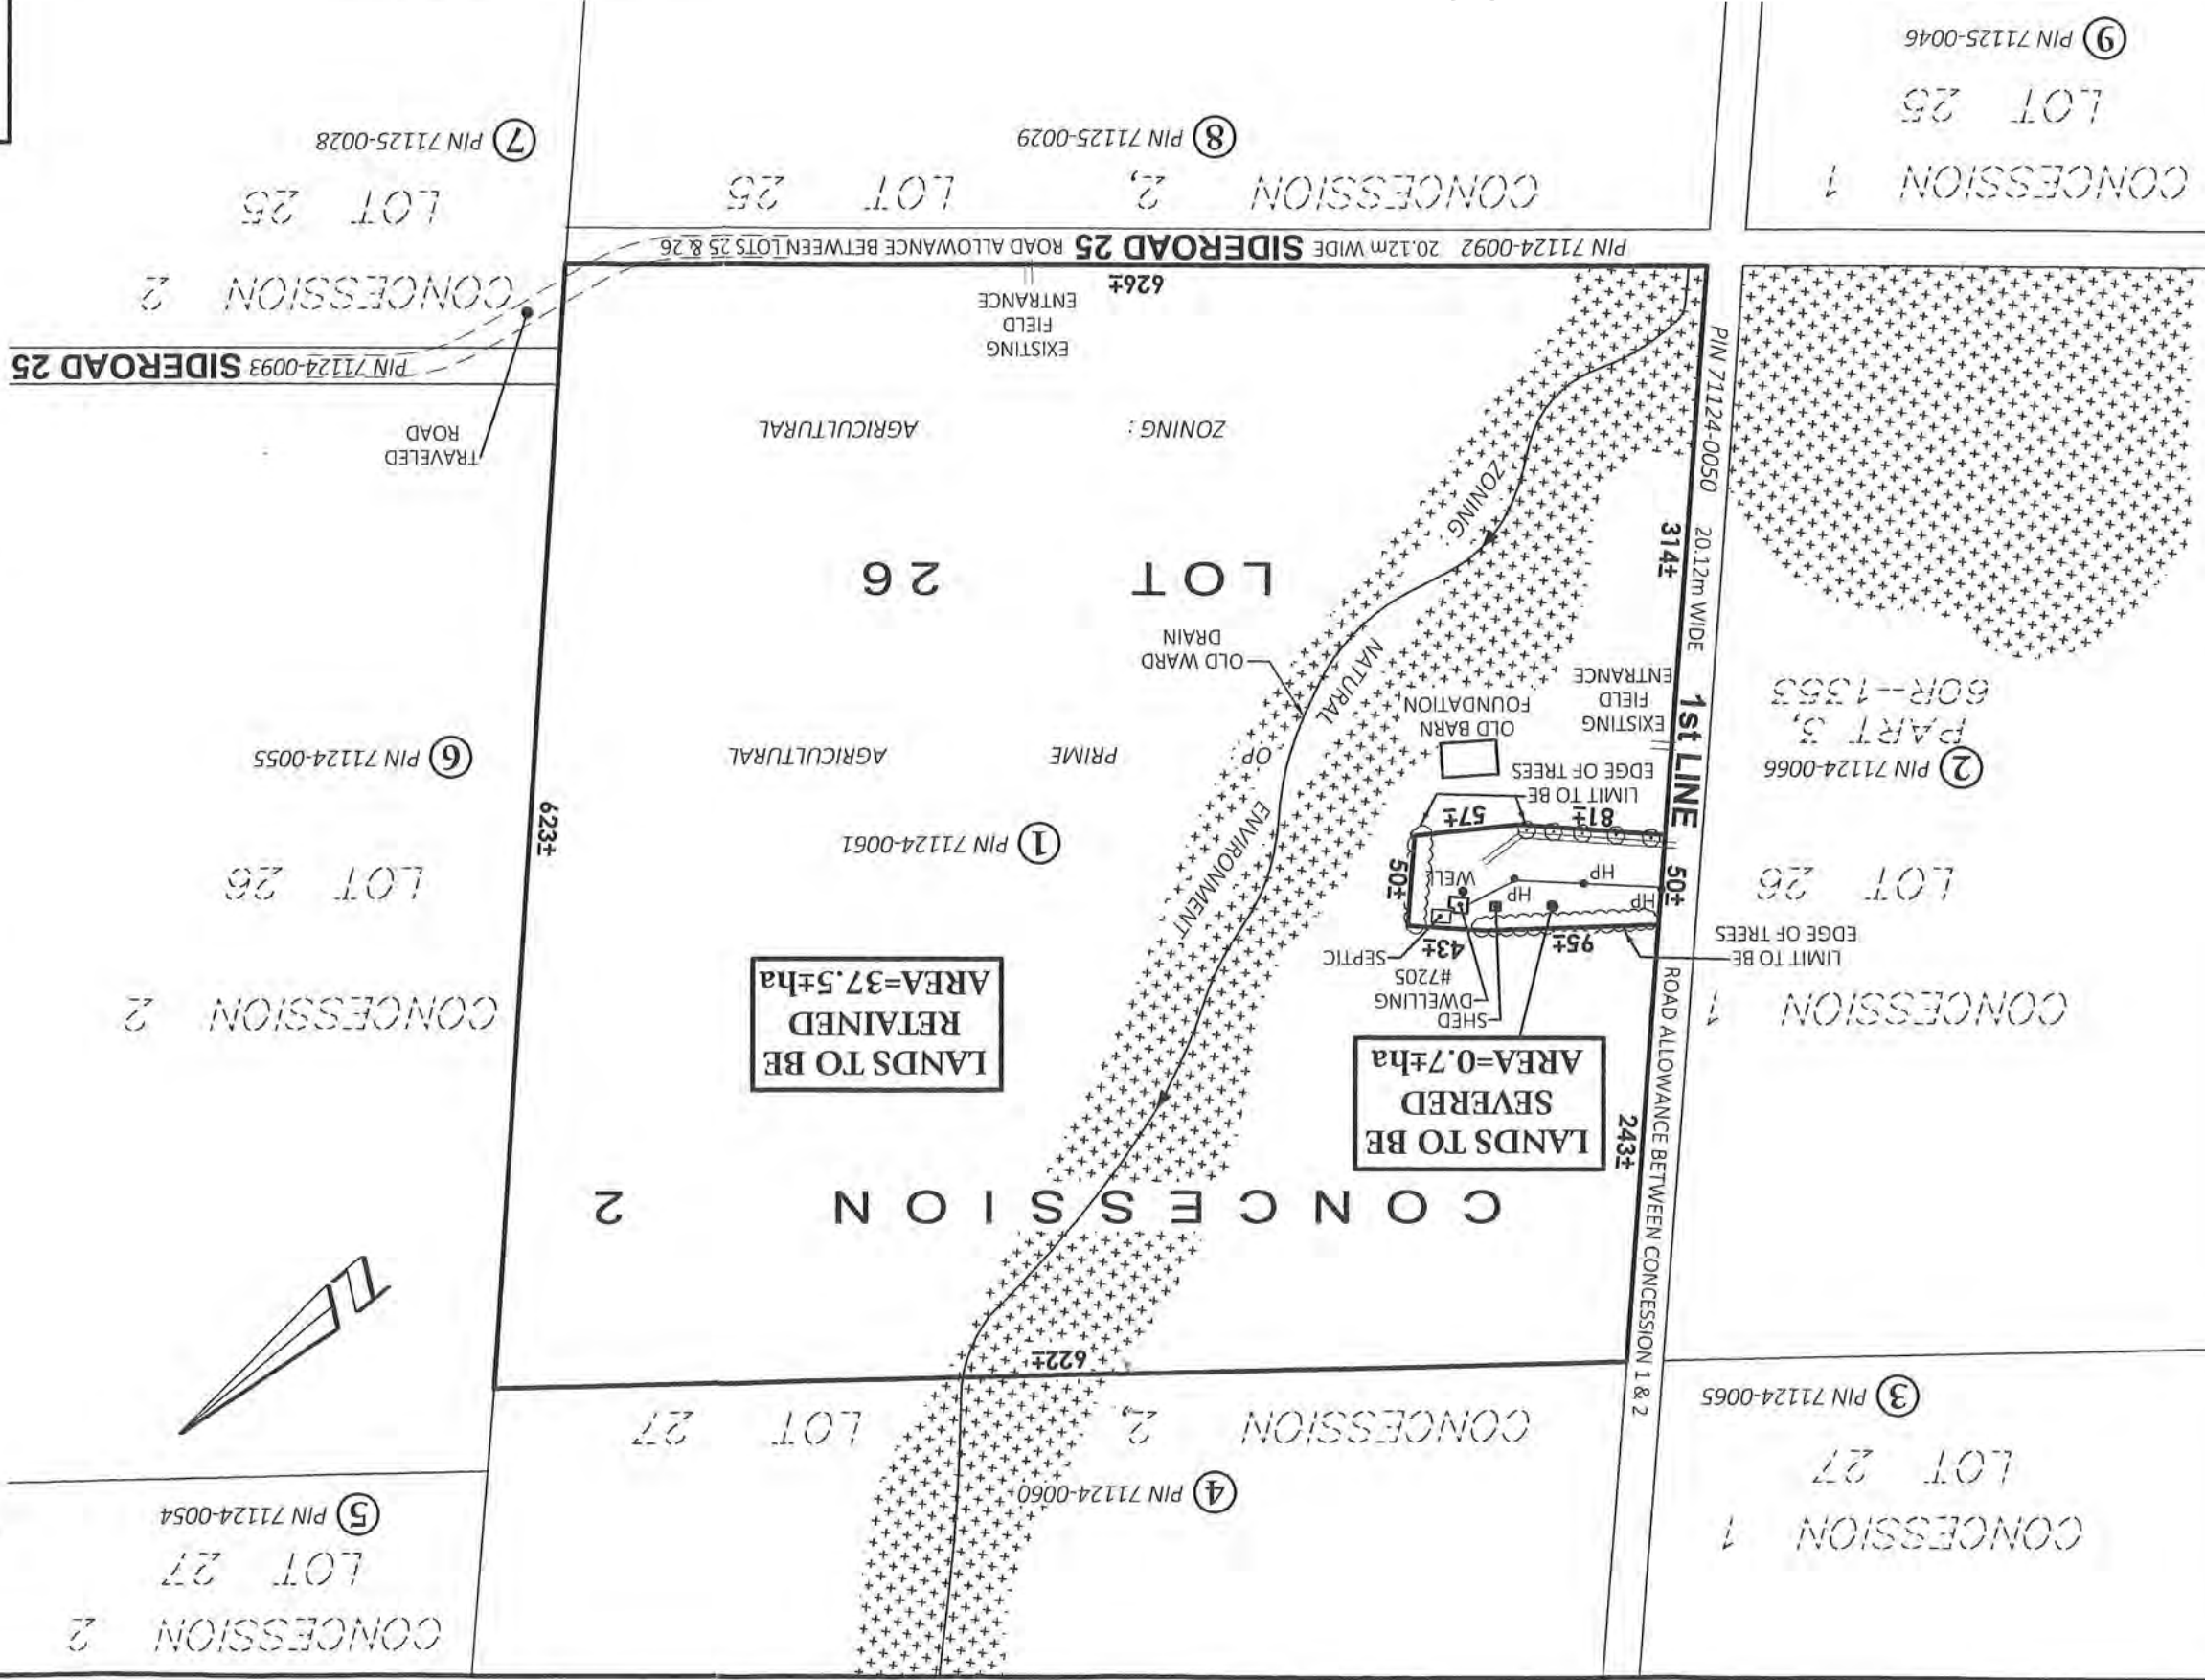 CONCESSION 2
LOT 27
5 PIN 71124-0054
CONCESSION 1
LOT 27
3 PIN 71124-0065
4 PIN 71124-0060
CONCESSION 2, LOT 27
622±
CONCESSION 2
LANDS TO BE
SEVERED
AREA=0.7±ha
LANDS TO BE
RETAINED
AREA=37.5±ha
243±
ROAD ALLOWANCE BETWEEN CONCESSION 1 & 2
CONCESSION 1
LIMIT TO BE
EDGE OF TREES
LOT 26
2 PIN 71124-0066
PART 3,
60R-1353
SHED
DWELLING
#7205
SEPTIC
95±
43±
50±
50±
HP
HP
HP
WELL
81±
57±
LIMIT TO BE
EDGE OF TREES
OLD BARN
FOUNDATION
EXISTING
FIELD
ENTRANCE
1st LINE
20.12m WIDE
314±
PIN 71124-0050
CONCESSION 2
LOT 26
6 PIN 71124-0055
623±
1 PIN 71124-0061
OP PRIME AGRICULTURAL
ENVIRONMENT
NATURAL
ZONING :
OLD WARD
DRAIN
LOT 26
ZONING : AGRICULTURAL
EXISTING
FIELD
ENTRANCE
626±
TRAVELED
ROAD
PIN 71124-0093 SIDEROAD 25
PIN 71124-0092 20.12m WIDE SIDEROAD 25 ROAD ALLOWANCE BETWEEN LOTS 25 & 26
CONCESSION 2
LOT 25
7 PIN 71125-0028
CONCESSION 2, LOT 25
8 PIN 71125-0029
CONCESSION 1
LOT 25
9 PIN 71125-0046